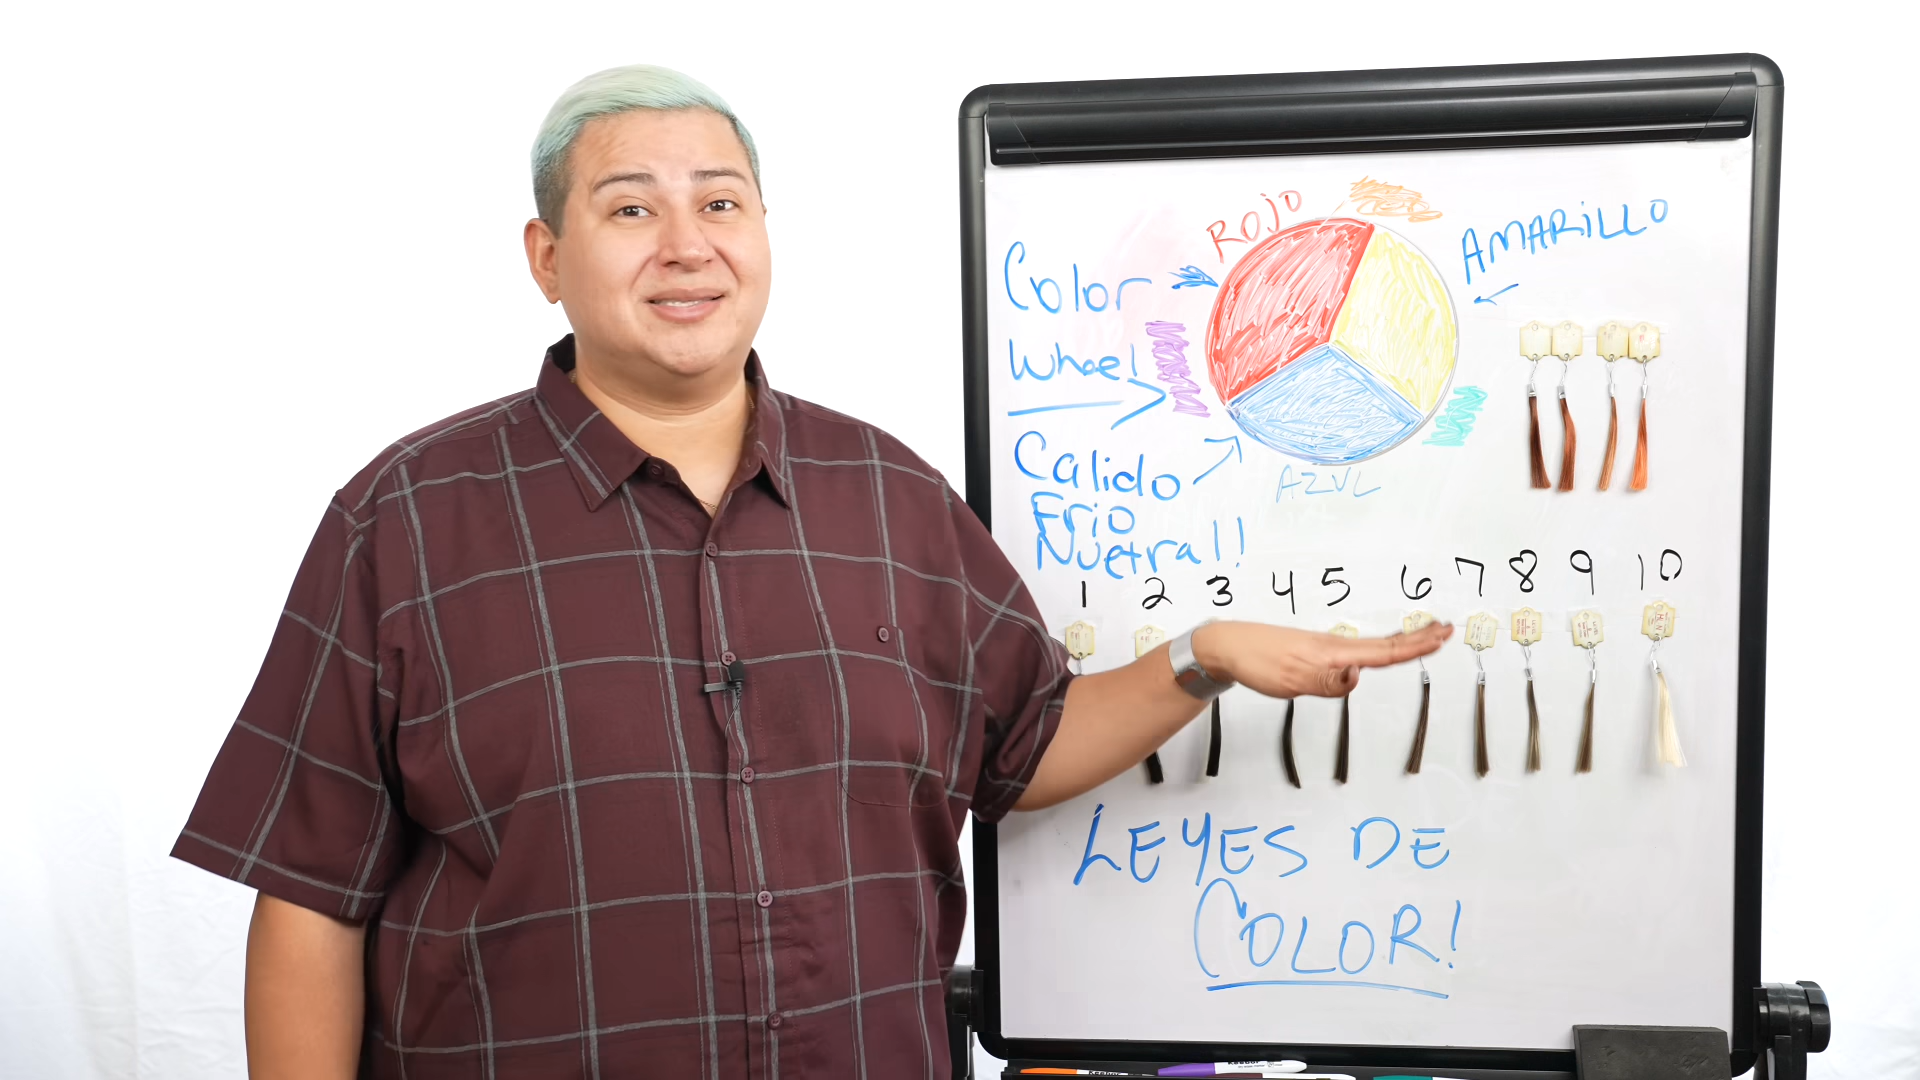 ROJO
AMARILLO
Color
Wheel
Calido
Frio
Nuetral!!
AZUL
1 2 3 4 5 6 7 8 9 10
LEYES DE
COLOR!